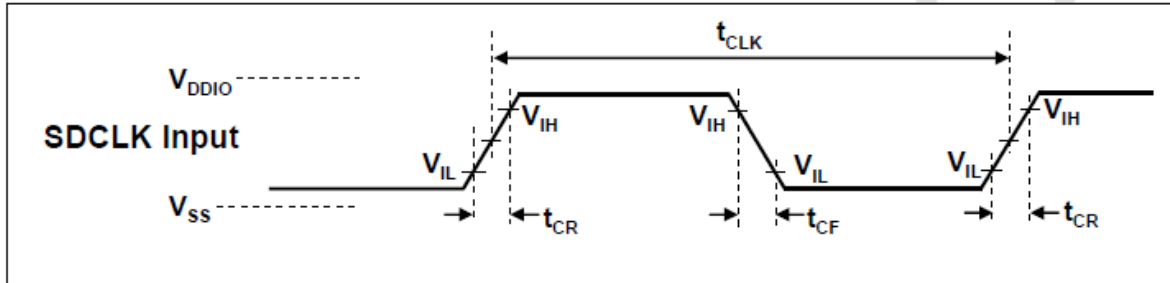 tCLK
VDDIO
SDCLK Input
VIH
VIH
VIH
VIL
VIL
VIL
VSS
tCR
tCF
tCR